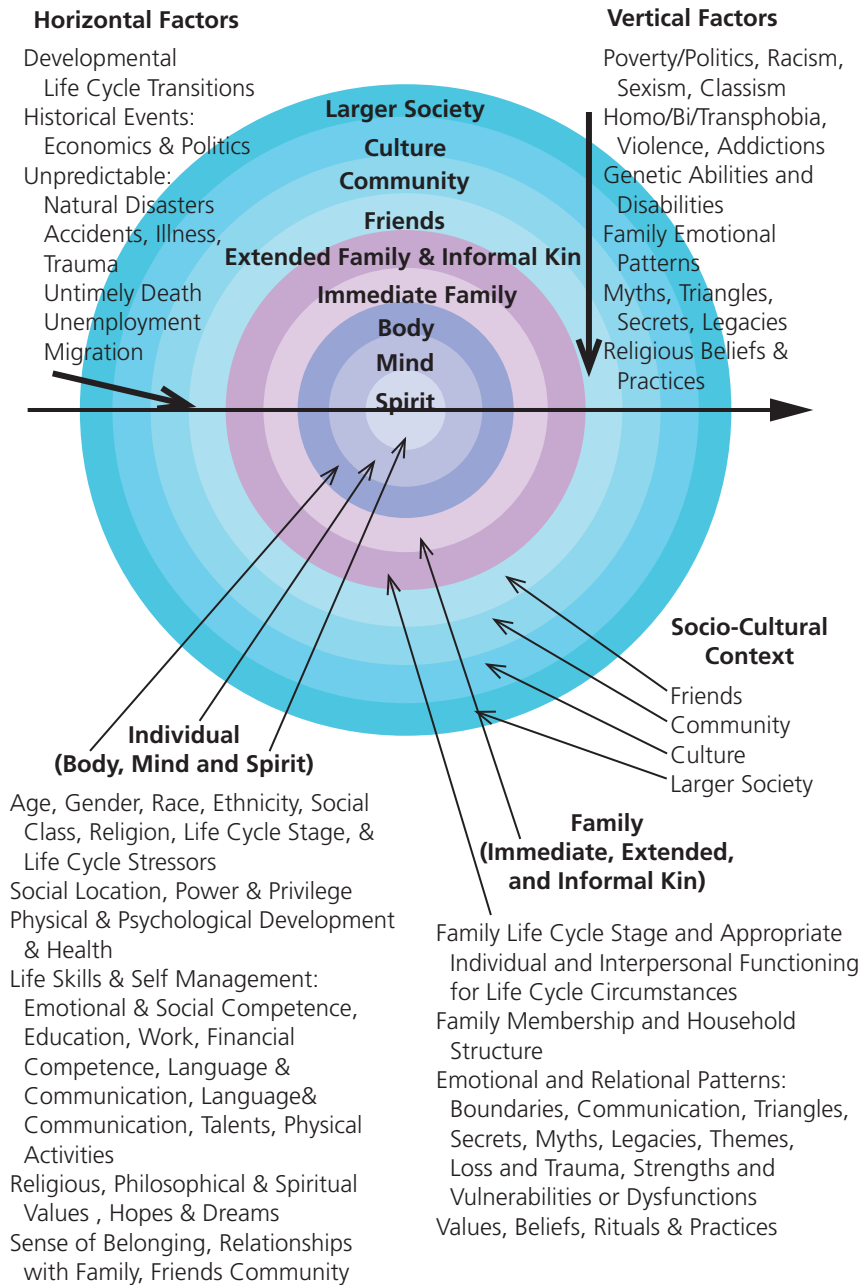 Horizontal Factors
Developmental
Life Cycle Transitions
Historical Events:
Economics & Politics
Unpredictable:
Natural Disasters
Accidents, Illness,
Trauma
Untimely Death
Unemployment
Migration
Vertical Factors
Poverty/Politics, Racism,
Sexism, Classism
Homo/Bi/Transphobia,
Violence, Addictions
Genetic Abilities and
Disabilities
Family Emotional
Patterns
Myths, Triangles,
Secrets, Legacies
Religious Beliefs &
Practices
Larger Society
Culture
Community
Friends
Extended Family & Informal Kin
Immediate Family
Body
Mind
Spirit
Socio-Cultural
Context
Friends
Community
Culture
Larger Society
Individual
(Body, Mind and Spirit)
Age, Gender, Race, Ethnicity, Social
Class, Religion, Life Cycle Stage, &
Life Cycle Stressors
Social Location, Power & Privilege
Physical & Psychological Development
& Health
Life Skills & Self Management:
Emotional & Social Competence,
Education, Work, Financial
Competence, Language &
Communication, Language&
Communication, Talents, Physical
Activities
Religious, Philosophical & Spiritual
Values , Hopes & Dreams
Sense of Belonging, Relationships
with Family, Friends Community
Family
(Immediate, Extended,
and Informal Kin)
Family Life Cycle Stage and Appropriate
Individual and Interpersonal Functioning
for Life Cycle Circumstances
Family Membership and Household
Structure
Emotional and Relational Patterns:
Boundaries, Communication, Triangles,
Secrets, Myths, Legacies, Themes,
Loss and Trauma, Strengths and
Vulnerabilities or Dysfunctions
Values, Beliefs, Rituals & Practices